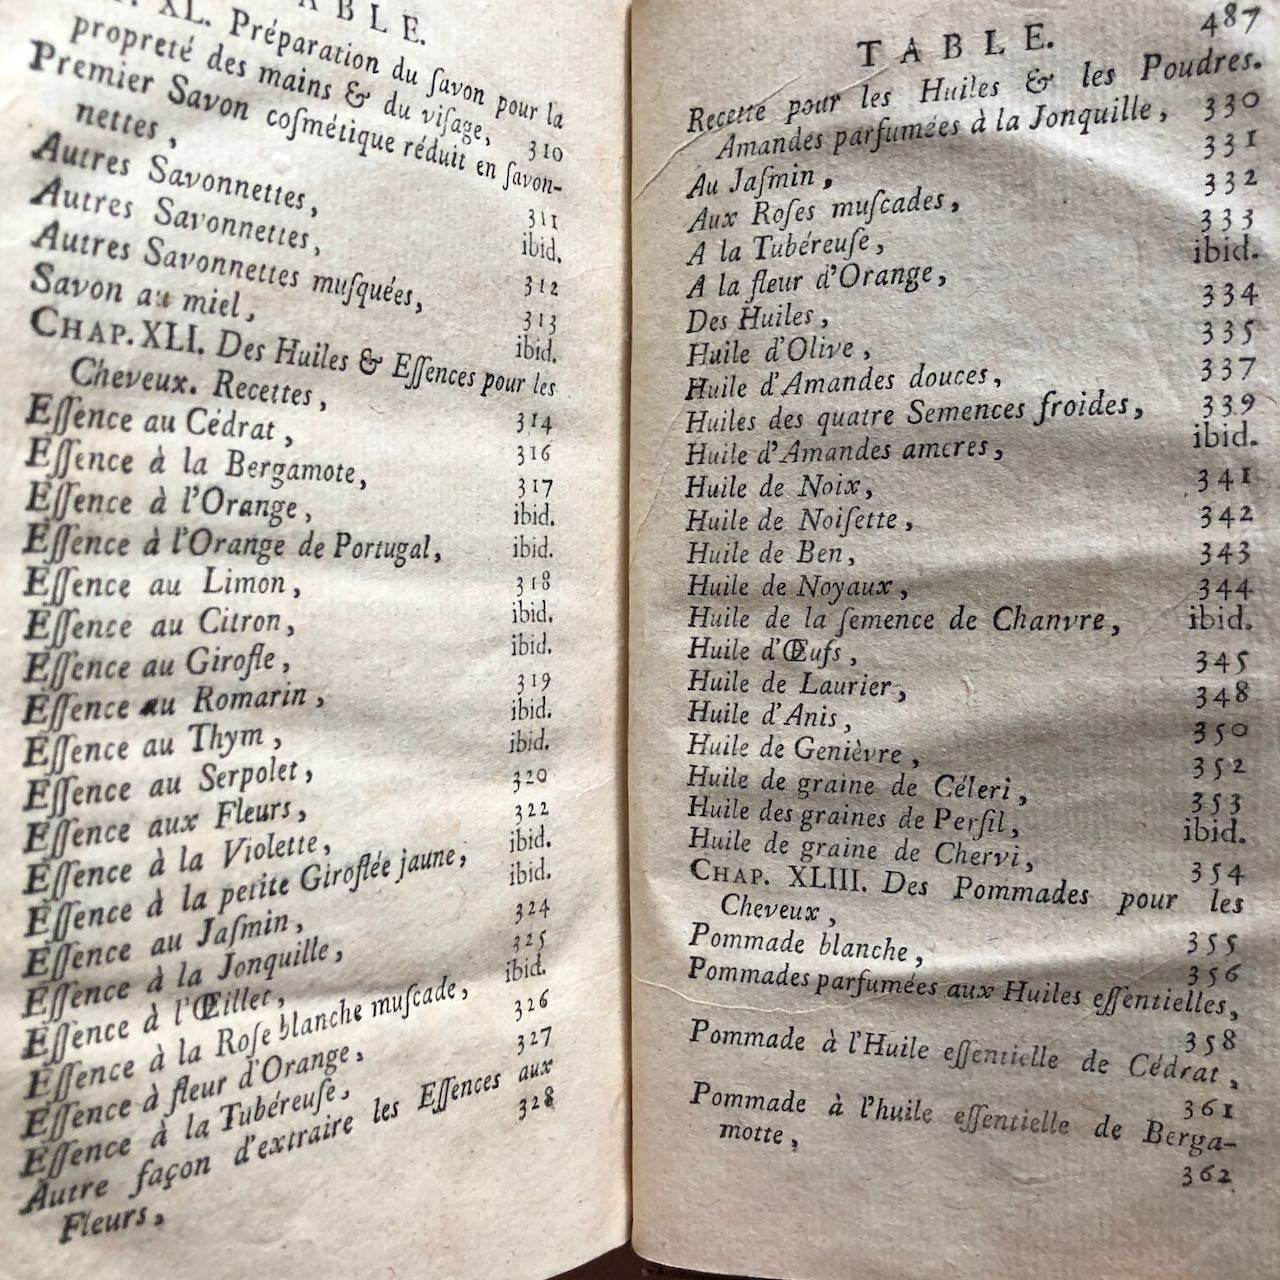 TABLE.
XL. Préparation du ſavon pour la
propreté des mains & du viſage, 310
Premier Savon coſmétique réduit en ſavon-
nettes, 311
Autres Savonnettes, ibid.
Autres Savonnettes, 312
Autres Savonnettes muſquées, 313
Savon au miel, ibid.
CHAP. XLI. Des Huiles & Eſſences pour les
Cheveux. Recettes, 314
Eſſence au Cédrat, 316
Eſſence à la Bergamote, 317
Eſſence à l'Orange, ibid.
Eſſence à l'Orange de Portugal, ibid.
Eſſence au Limon, 318
Eſſence au Citron, ibid.
Eſſence au Girofle, ibid.
Eſſence au Romarin, 319
Eſſence au Thym, ibid.
Eſſence au Serpolet, ibid.
Eſſence aux Fleurs, 320
Eſſence à la Violette, 322
Eſſence à la petite Giroflée jaune, ibid.
Eſſence au Jaſmin, ibid.
Eſſence à la Jonquille, 324
Eſſence à l'Œillet, 325
Eſſence à la Roſe blanche muſcade, ibid.
Eſſence à fleur d'Orange, 326
Eſſence à la Tubéreuſe, 327
Autre façon d'extraire les Eſſences aux
Fleurs, 328
TABLE. 487
Recette pour les Huiles & les Poudres. 330
Amandes parfumées à la Jonquille, 331
Au Jaſmin, 332
Aux Roſes muſcades, 333
A la Tubéreuſe, ibid.
A la fleur d'Orange, 334
Des Huiles, 335
Huile d'Olive, 337
Huile d'Amandes douces, 339
Huiles des quatre Semences froides, ibid.
Huile d'Amandes ameres, 341
Huile de Noix, 342
Huile de Noiſette, 343
Huile de Ben, 344
Huile de Noyaux, ibid.
Huile de la ſemence de Chanvre, 345
Huile d'Œufs, 348
Huile de Laurier, 350
Huile d'Anis, 352
Huile de Genièvre, 353
Huile de graine de Céleri, ibid.
Huile des graines de Perſil, 354
Huile de graine de Chervi,
CHAP. XLIII. Des Pommades pour les
Cheveux, 355
Pommade blanche, 356
Pommades parfumées aux Huiles eſſentielles,
358
Pommade à l'Huile eſſentielle de Cédrat,
361
Pommade à l'huile eſſentielle de Berga-
motte, 362